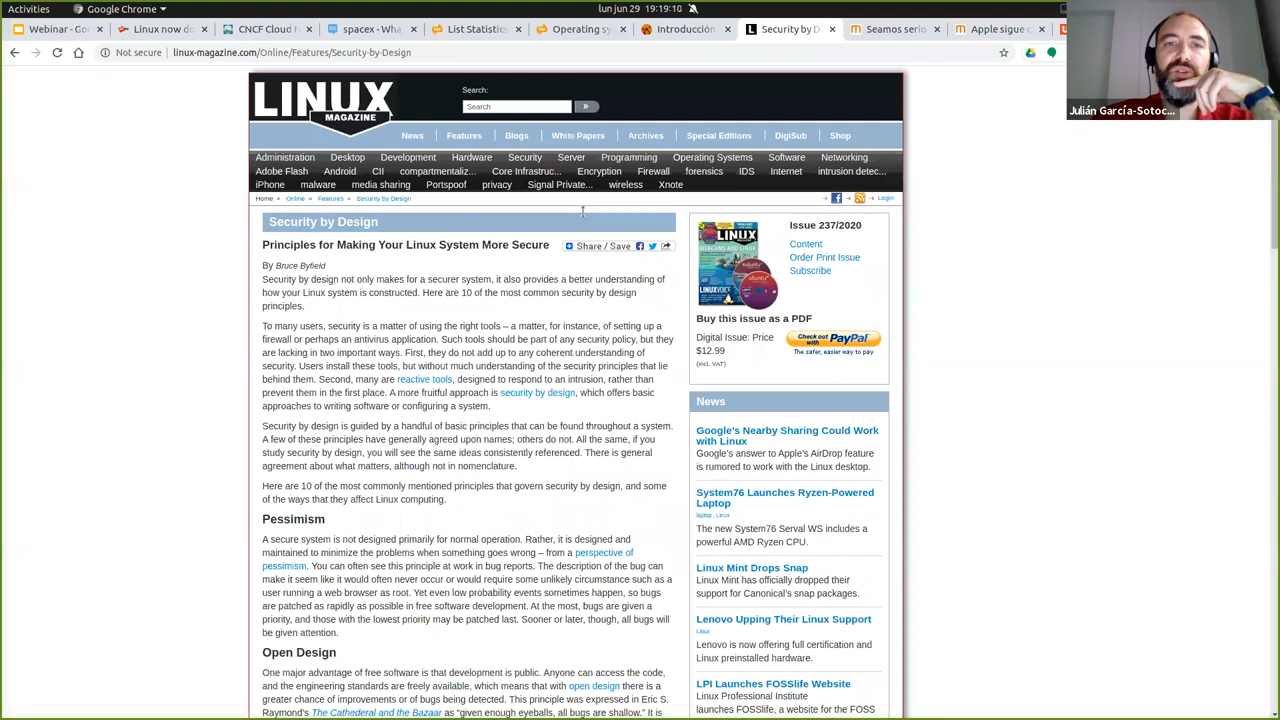 Activities
Google Chrome
lun jun 29 19:19:10
Webinar - Go
Linux now do
CNCF Cloud
spacex - Wha
List Statistic
Operating sy
Introducción
Security by D
Seamos serio
Apple sigue
Not secure
linux-magazine.com/Online/Features/Security-by-Design
Julián García-Sotoc...
LINUX
MAGAZINE
Search:
Search
»
News Features Blogs White Papers Archives Special Editions DigiSub Shop
Administration Desktop Development Hardware Security Server Programming Operating Systems Software Networking
Adobe Flash Android CII compartmentaliz... Core Infrastruc... Encryption Firewall forensics IDS Internet intrusion detec...
iPhone malware media sharing Portspoof privacy Signal Private... wireless Xnote
Home » Online » Features » Security by Design
Login
Security by Design
Principles for Making Your Linux System More Secure
Share / Save
By Bruce Byfield
Security by design not only makes for a securer system, it also provides a better understanding of
how your Linux system is constructed. Here are 10 of the most common security by design
principles.
To many users, security is a matter of using the right tools – a matter, for instance, of setting up a
firewall or perhaps an antivirus application. Such tools should be part of any security policy, but they
are lacking in two important ways. First, they do not add up to any coherent understanding of
security. Users install these tools, but without much understanding of the security principles that lie
behind them. Second, many are reactive tools, designed to respond to an intrusion, rather than
prevent them in the first place. A more fruitful approach is security by design, which offers basic
approaches to writing software or configuring a system.
Security by design is guided by a handful of basic principles that can be found throughout a system.
A few of these principles have generally agreed upon names; others do not. All the same, if you
study security by design, you will see the same ideas consistently referenced. There is general
agreement about what matters, although not in nomenclature.
Here are 10 of the most commonly mentioned principles that govern security by design, and some
of the ways that they affect Linux computing.
Pessimism
A secure system is not designed primarily for normal operation. Rather, it is designed and
maintained to minimize the problems when something goes wrong – from a perspective of
pessimism. You can often see this principle at work in bug reports. The description of the bug can
make it seem like it would often never occur or would require some unlikely circumstance such as a
user running a web browser as root. Yet even low probability events sometimes happen, so bugs
are patched as rapidly as possible in free software development. At the most, bugs are given a
priority, and those with the lowest priority may be patched last. Sooner or later, though, all bugs will
be given attention.
Open Design
One major advantage of free software is that development is public. Anyone can access the code,
and the engineering standards are freely available, which means that with open design there is a
greater chance of improvements or of bugs being detected. This principle was expressed in Eric S.
Raymond's The Cathederal and the Bazaar as “given enough eyeballs, all bugs are shallow.” It is
Issue 237/2020
Content
Order Print Issue
Subscribe
Buy this issue as a PDF
Digital Issue: Price
$12.99
(incl. VAT)
Check out
with PayPal
The safer, easier way to pay
News
Google's Nearby Sharing Could Work
with Linux
Google's answer to Apple's AirDrop feature
is rumored to work with the Linux desktop.
System76 Launches Ryzen-Powered
Laptop
laptop , Linux
The new System76 Serval WS includes a
powerful AMD Ryzen CPU.
Linux Mint Drops Snap
Linux Mint has officially dropped their
support for Canonical's snap packages.
Lenovo Upping Their Linux Support
Linux
Lenovo is now offering full certification and
Linux preinstalled hardware.
LPI Launches FOSSlife Website
Linux Professional Institute
launches FOSSlife, a website for the FOSS